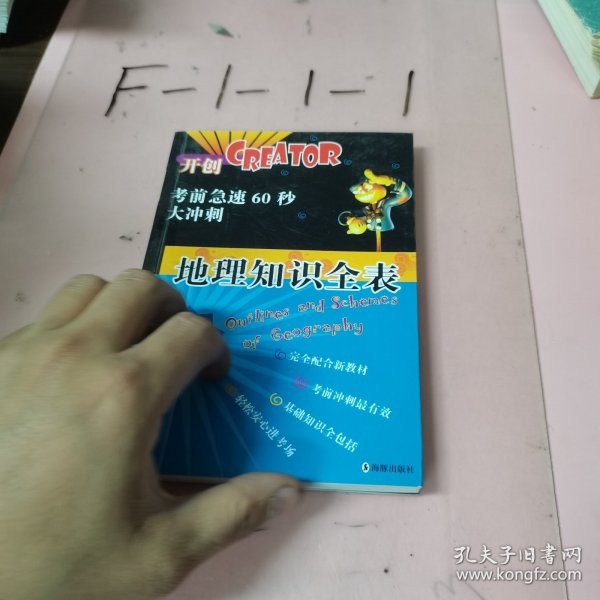 F-1-1-1
开创 CREATOR
考前急速 60 秒
大冲刺
地理知识全表
Outlines and Schemes
of Geography
完全配合新教材
考前冲刺最有效
基础知识全包括
轻松安心进考场
海豚出版社
孔夫子旧书网
www.kongfz.com